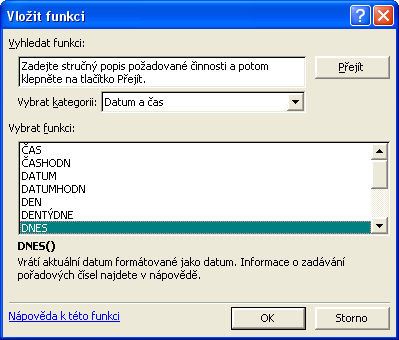 Vložit funkci
Vyhledat funkci:
Zadejte stručný popis požadované činnosti a potom
klepněte na tlačítko Přejít.
Přejít
Vybrat kategorii:
Datum a čas
Vybrat funkci:
ČAS
ČASHODN
DATUM
DATUMHODN
DEN
DENTÝDNE
DNES
DNES()
Vrátí aktuální datum formátované jako datum. Informace o zadávání
pořadových čísel najdete v nápovědě.
Nápověda k této funkci
OK
Storno